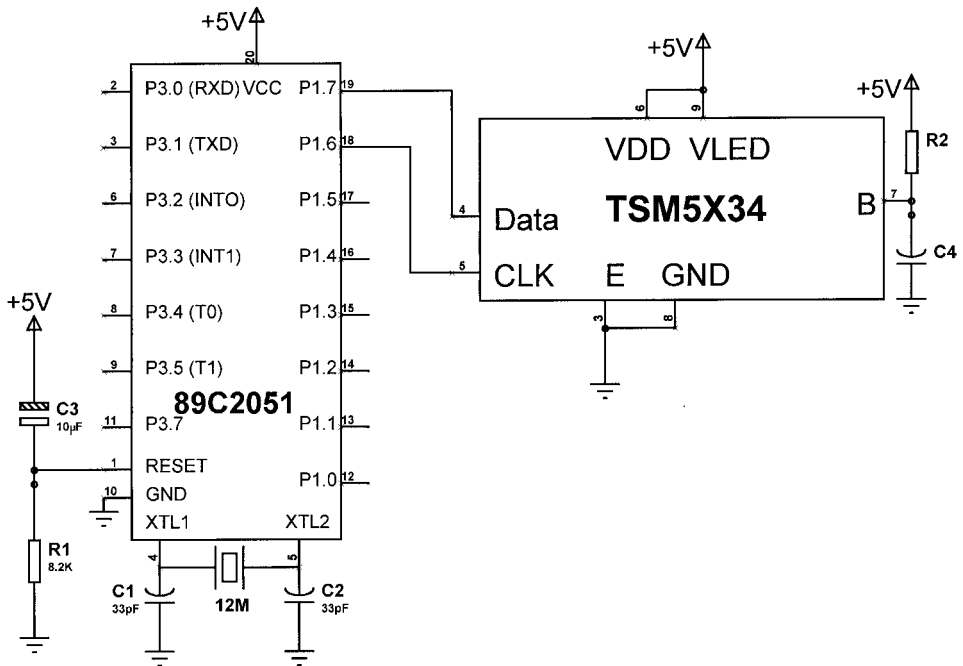 +5V
20
+5V
+5V
2 P3.0 (RXD) VCC P1.7 19
3 P3.1 (TXD) P1.6 18
6 P3.2 (INTO) P1.5 17
7 P3.3 (INT1) P1.4 16
8 P3.4 (T0) P1.3 15
9 P3.5 (T1) P1.2 14
89C2051
11 P3.7 P1.1 13
1 RESET
P1.0 12
10 GND
XTL1 XTL2
4 5
+5V
C3
10µF
R1
8.2K
C1
33pF
12M
C2
33pF
6 9
VDD VLED
TSM5X34
4 Data
B 7
5 CLK
E GND
3 8
R2
C4